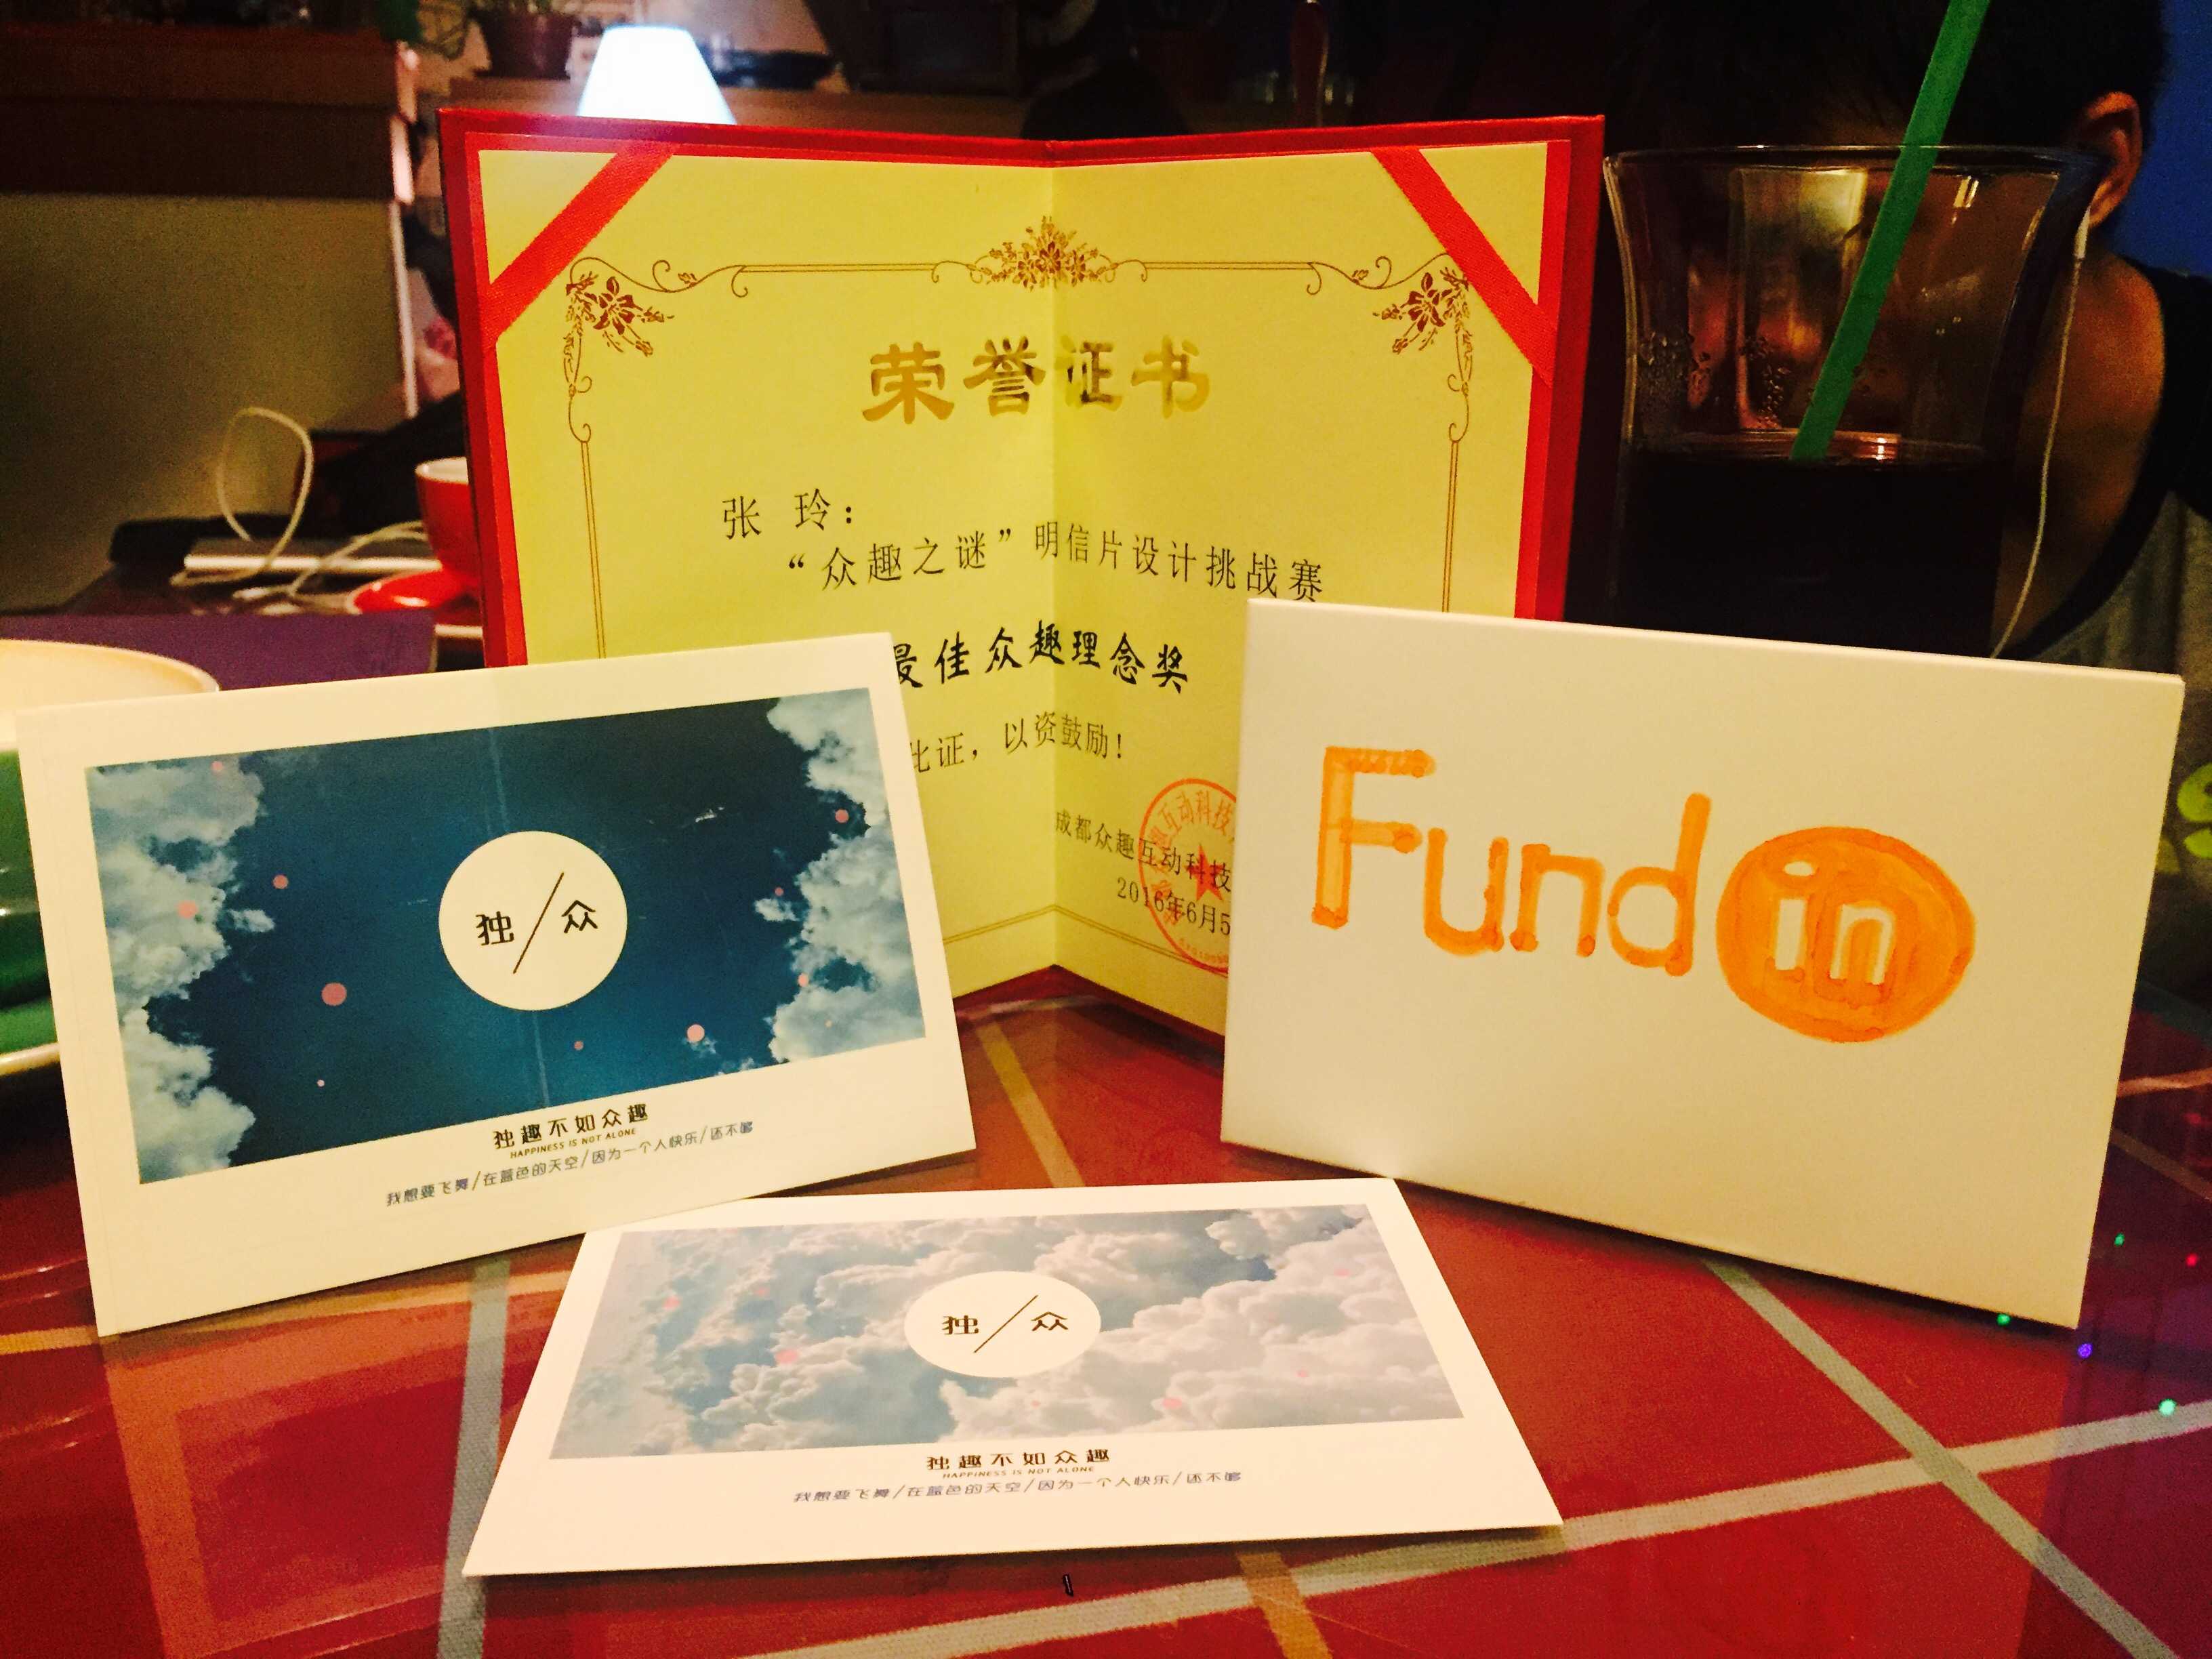 荣誉证书
张 玲：
“众趣之谜”明信片设计挑战赛
最佳众趣理念奖
此证，以资鼓励！
成都众趣互动科技
2016年6月5
Fund in
独/众
独趣不如众趣
HAPPINESS IS NOT ALONE
我想要飞舞/在蓝色的天空/因为一个人快乐/还不够
独/众
独趣不如众趣
HAPPINESS IS NOT ALONE
我想要飞舞/在蓝色的天空/因为一个人快乐/还不够